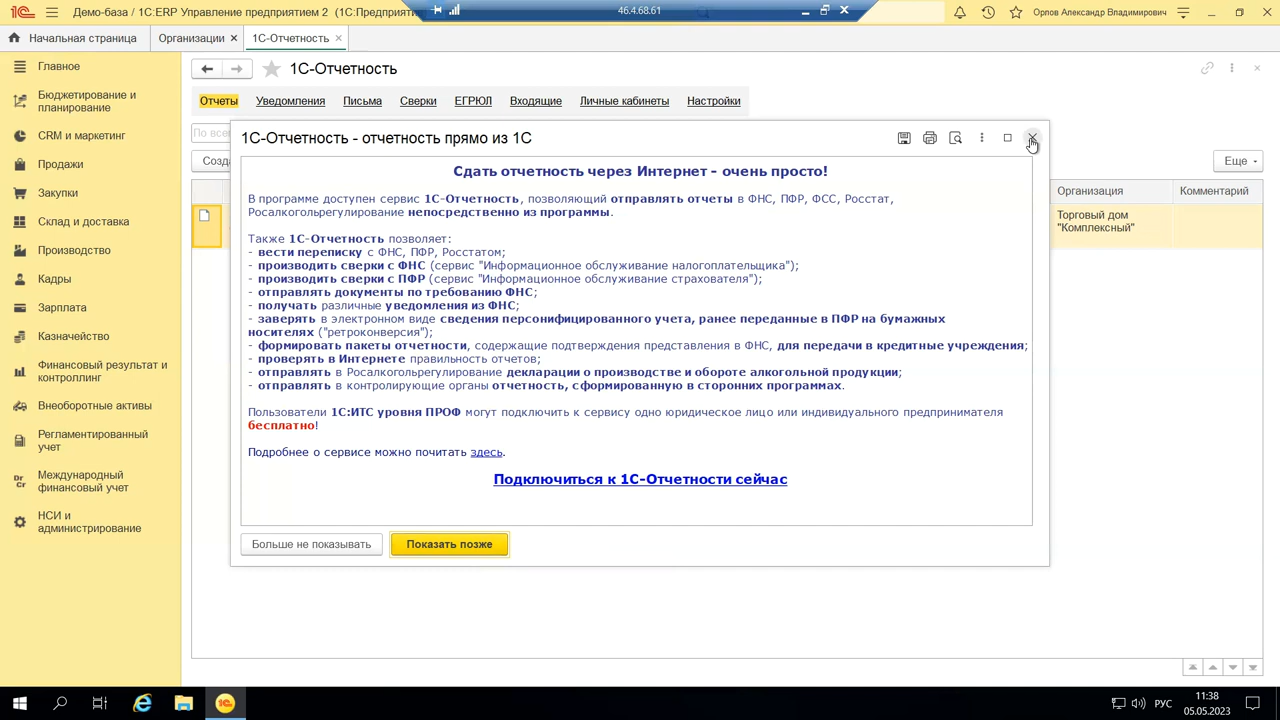 Демо-база / 1С:ERP Управление предприятием 2 (1С:Предприяти
46.4.68.61
Орлов Александр Владимирович
Начальная страница
Организации
1С-Отчетность
Главное
Бюджетирование и
планирование
CRM и маркетинг
Продажи
Закупки
Склад и доставка
Производство
Кадры
Зарплата
Казначейство
Финансовый результат и
контроллинг
Внеоборотные активы
Регламентированный
учет
Международный
финансовый учет
НСИ и
администрирование
1С-Отчетность
Отчеты
Уведомления
Письма
Сверки
ЕГРЮЛ
Входящие
Личные кабинеты
Настройки
По все
Созд
Еще
Организация
Комментарий
Торговый дом
"Комплексный"
1С-Отчетность - отчетность прямо из 1С
Сдать отчетность через Интернет - очень просто!
В программе доступен сервис 1С-Отчетность, позволяющий отправлять отчеты в ФНС, ПФР, ФСС, Росстат,
Росалкогольрегулирование непосредственно из программы.
Также 1С-Отчетность позволяет:
- вести переписку с ФНС, ПФР, Росстатом;
- производить сверки с ФНС (сервис "Информационное обслуживание налогоплательщика");
- производить сверки с ПФР (сервис "Информационное обслуживание страхователя");
- отправлять документы по требованию ФНС;
- получать различные уведомления из ФНС;
- заверять в электронном виде сведения персонифицированного учета, ранее переданные в ПФР на бумажных
носителях ("ретроконверсия");
- формировать пакеты отчетности, содержащие подтверждения представления в ФНС, для передачи в кредитные учреждения;
- проверять в Интернете правильность отчетов;
- отправлять в Росалкогольрегулирование декларации о производстве и обороте алкогольной продукции;
- отправлять в контролирующие органы отчетность, сформированную в сторонних программах.
Пользователи 1С:ИТС уровня ПРОФ могут подключить к сервису одно юридическое лицо или индивидуального предпринимателя
бесплатно!
Подробнее о сервисе можно почитать здесь.
Подключиться к 1С-Отчетности сейчас
Больше не показывать
Показать позже
РУС
11:38
05.05.2023